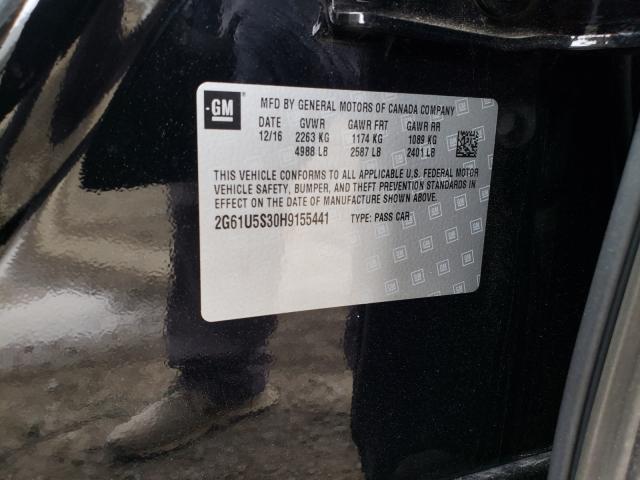 GM
MFD BY GENERAL MOTORS OF CANADA COMPANY
DATE GVWR GAWR FRT GAWR RR
12/16 2263 KG 1174 KG 1089 KG
4988 LB 2587 LB 2401 LB
THIS VEHICLE CONFORMS TO ALL APPLICABLE U.S. FEDERAL MOTOR
VEHICLE SAFETY, BUMPER, AND THEFT PREVENTION STANDARDS IN
EFFECT ON THE DATE OF MANUFACTURE SHOWN ABOVE.
2G61U5S30H9155441 TYPE: PASS CAR